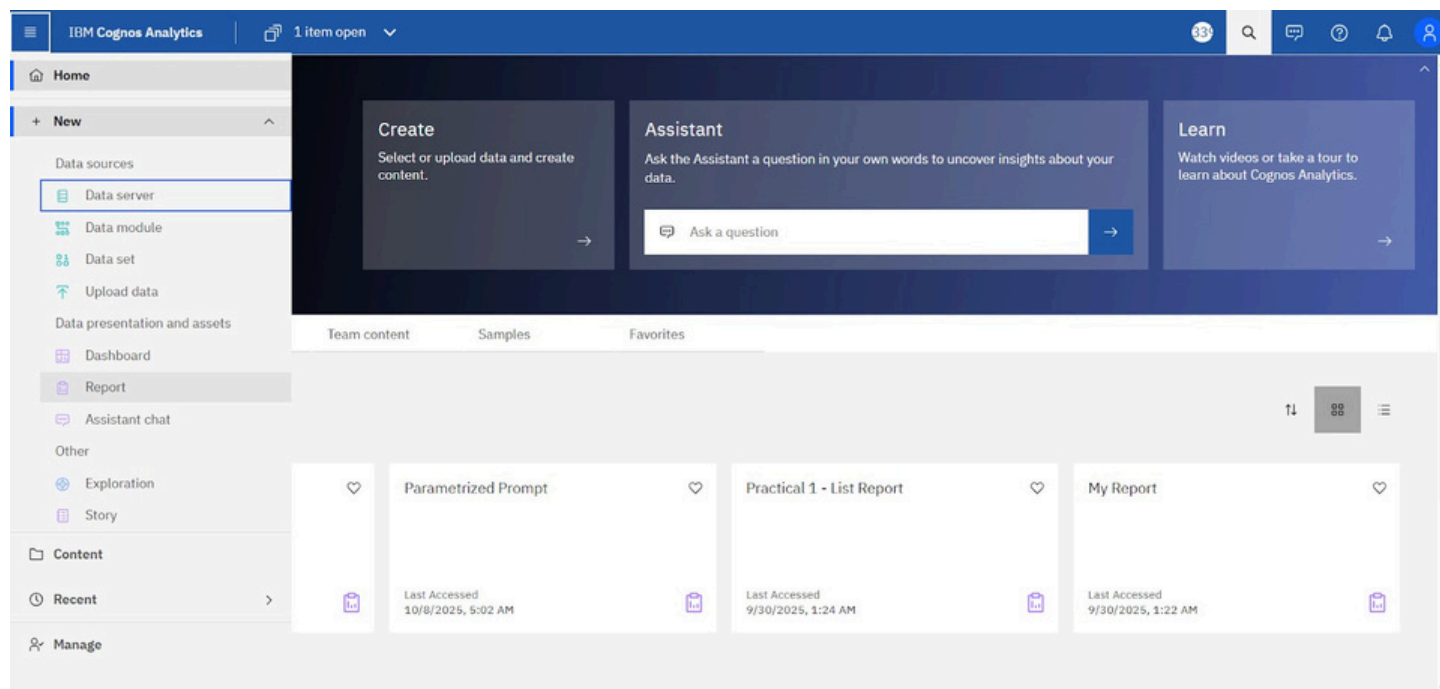 IBM Cognos Analytics
1 item open
339
Home
New
Data sources
Data server
Data module
Data set
Upload data
Data presentation and assets
Dashboard
Report
Assistant chat
Other
Exploration
Story
Content
Recent
Manage
Create
Select or upload data and create
content.
Assistant
Ask the Assistant a question in your own words to uncover insights about your
data.
Ask a question
Learn
Watch videos or take a tour to
learn about Cognos Analytics.
Team content
Samples
Favorites
Parametrized Prompt
Last Accessed
10/8/2025, 5:02 AM
Practical 1 - List Report
Last Accessed
9/30/2025, 1:24 AM
My Report
Last Accessed
9/30/2025, 1:22 AM